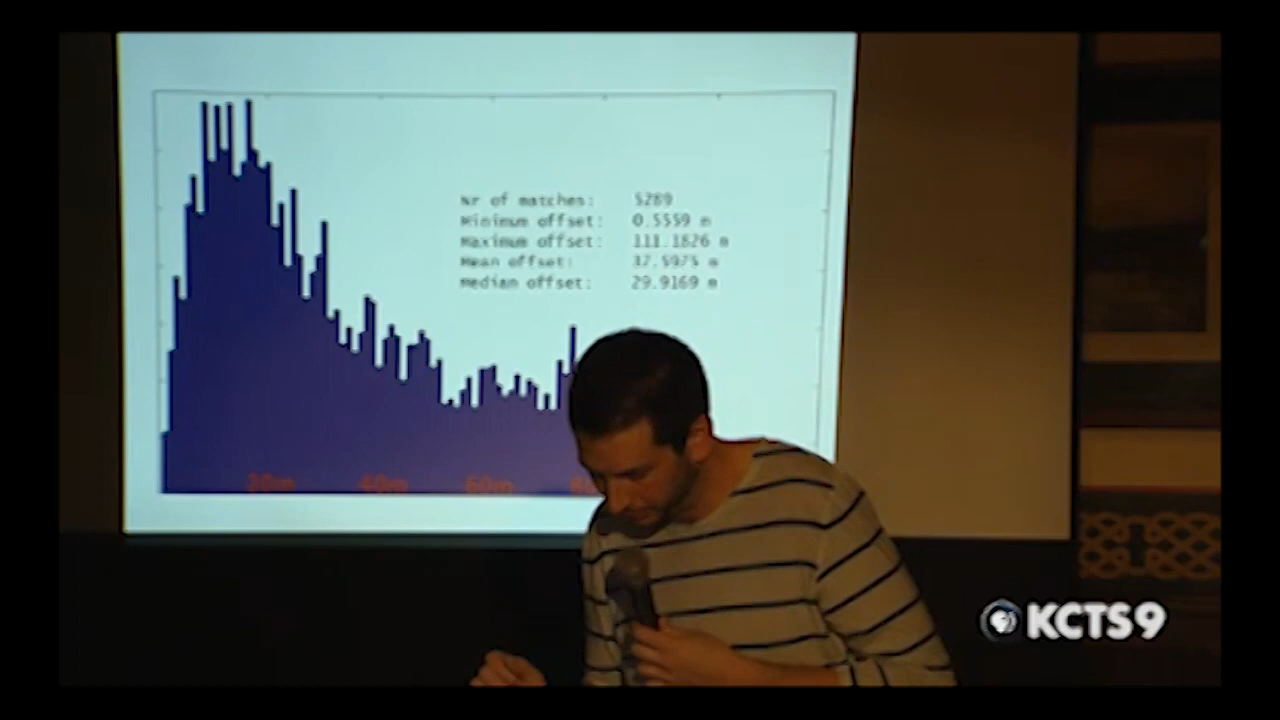 Nr of matches: 5289
Minimum offset: 0.5559 m
Maximum offset: 111.1826 m
Mean offset: 37.5975 m
Median offset: 29.9169 m
20m 40m 60m
KCTS9